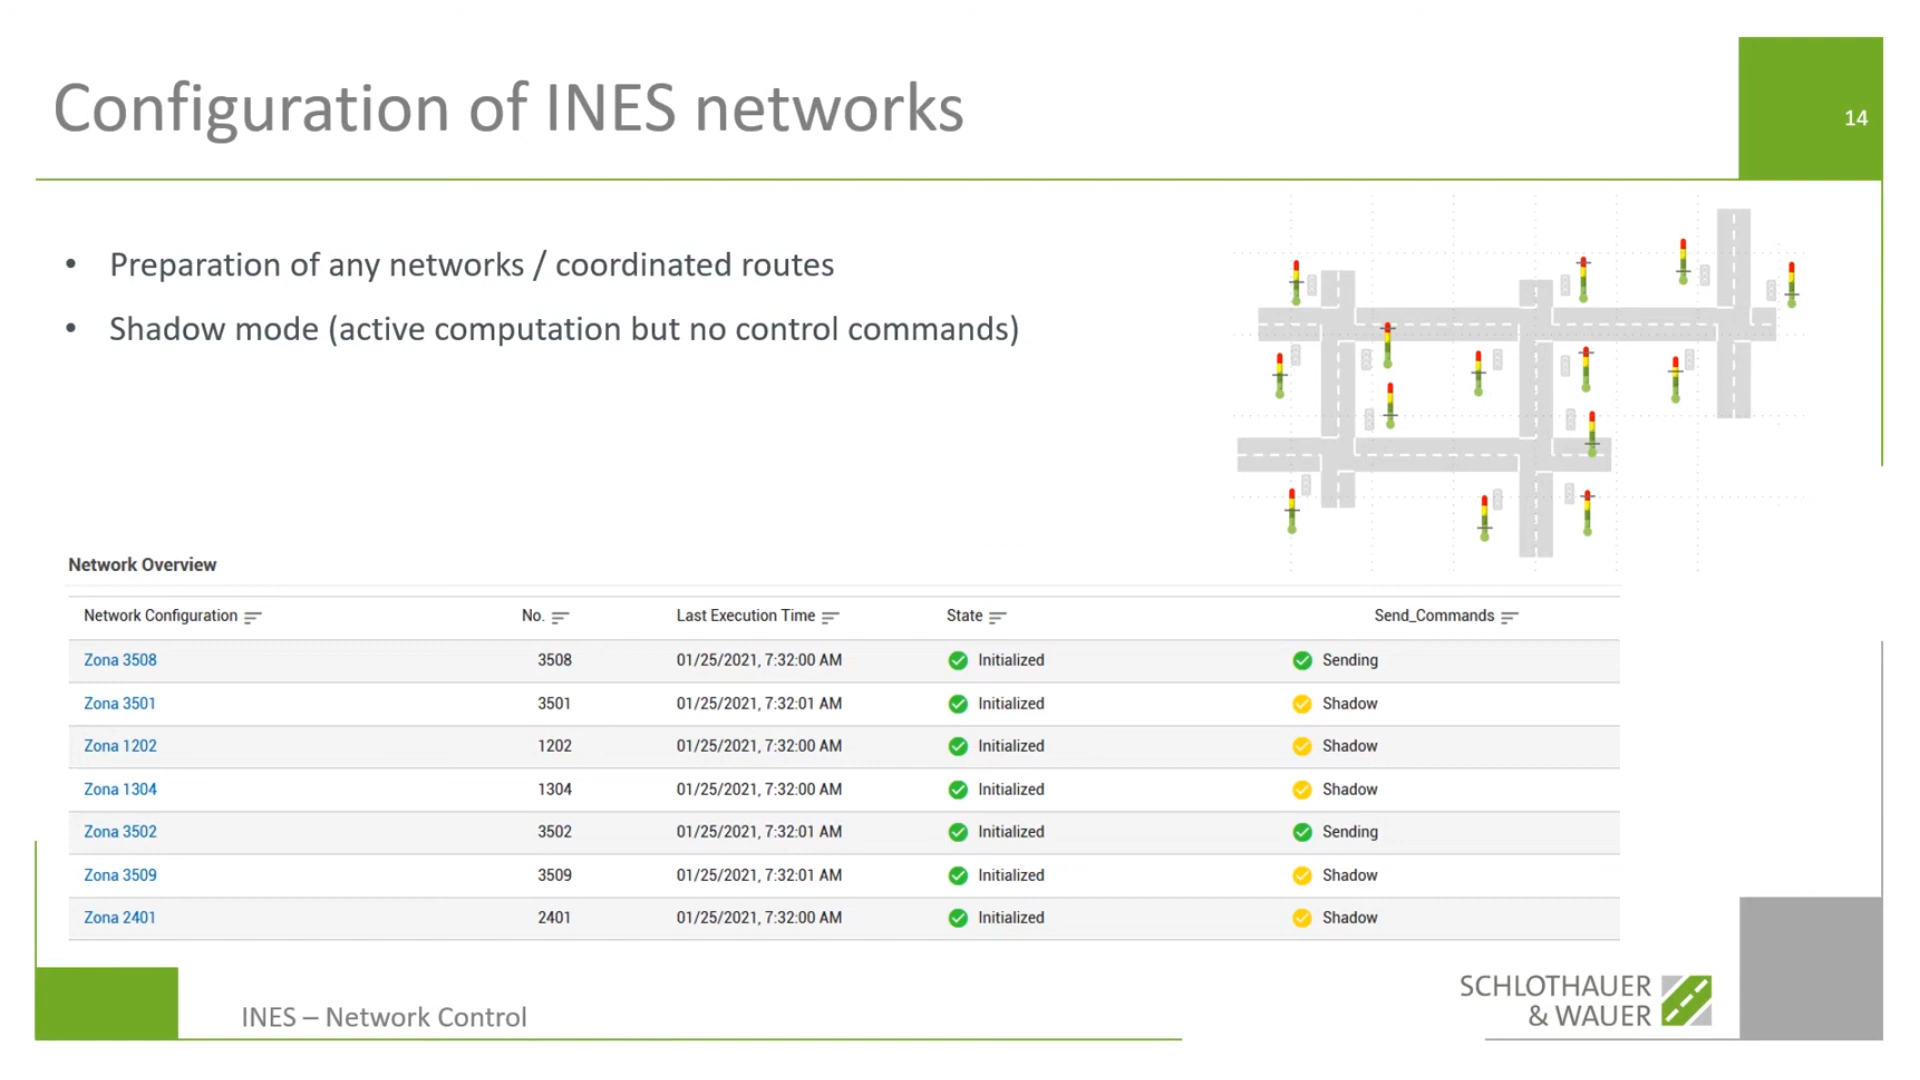 Configuration of INES networks
14
• Preparation of any networks / coordinated routes
• Shadow mode (active computation but no control commands)
Network Overview
Network Configuration No. Last Execution Time State Send_Commands
Zona 3508 3508 01/25/2021, 7:32:00 AM Initialized Sending
Zona 3501 3501 01/25/2021, 7:32:01 AM Initialized Shadow
Zona 1202 1202 01/25/2021, 7:32:00 AM Initialized Shadow
Zona 1304 1304 01/25/2021, 7:32:00 AM Initialized Shadow
Zona 3502 3502 01/25/2021, 7:32:01 AM Initialized Sending
Zona 3509 3509 01/25/2021, 7:32:01 AM Initialized Shadow
Zona 2401 2401 01/25/2021, 7:32:00 AM Initialized Shadow
INES – Network Control
SCHLOTHAUER
& WAUER